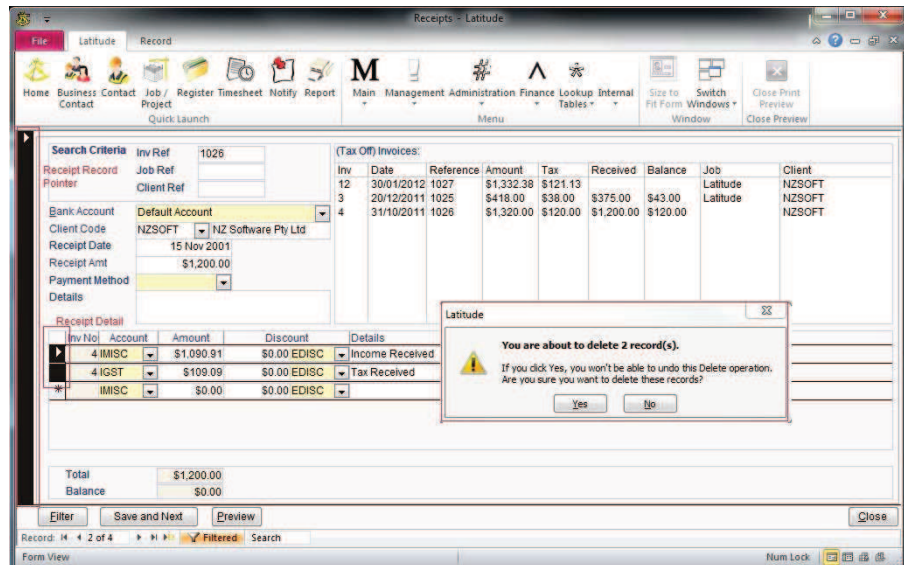 Receipts - Latitude
File Latitude Record
Home Business Contact Contact Job / Project Register Timesheet Notify Report
Quick Launch
Main Management Administration Finance Lookup Tables Internal
Menu
Size to Fit Form Switch Windows
Window
Close Print Preview
Close Preview
Search Criteria Inv Ref 1026
Receipt Record Pointer
Job Ref
Client Ref
Bank Account Default Account
Client Code NZSOFT NZ Software Pty Ltd
Receipt Date 15 Nov 2001
Receipt Amt $1,200.00
Payment Method
Details
(Tax Off) Invoices:
Inv Date Reference Amount Tax Received Balance Job Client
12 30/01/2012 1027 $1,332.38 $121.13 Latitude NZSOFT
3 20/12/2011 1025 $418.00 $38.00 $375.00 $43.00 Latitude NZSOFT
4 31/10/2011 1026 $1,320.00 $120.00 $1,200.00 $120.00 NZSOFT
Receipt Detail
Inv No Account Amount Discount Details
4 IMISC $1,090.91 $0.00 EDISC Income Received
4 IGST $109.09 $0.00 EDISC Tax Received
* IMISC $0.00 $0.00 EDISC
Latitude
You are about to delete 2 record(s).
If you click Yes, you won't be able to undo this Delete operation.
Are you sure you want to delete these records?
Yes No
Total $1,200.00
Balance $0.00
Filter Save and Next Preview Close
Record: 2 of 4 Filtered Search
Form View Num Lock